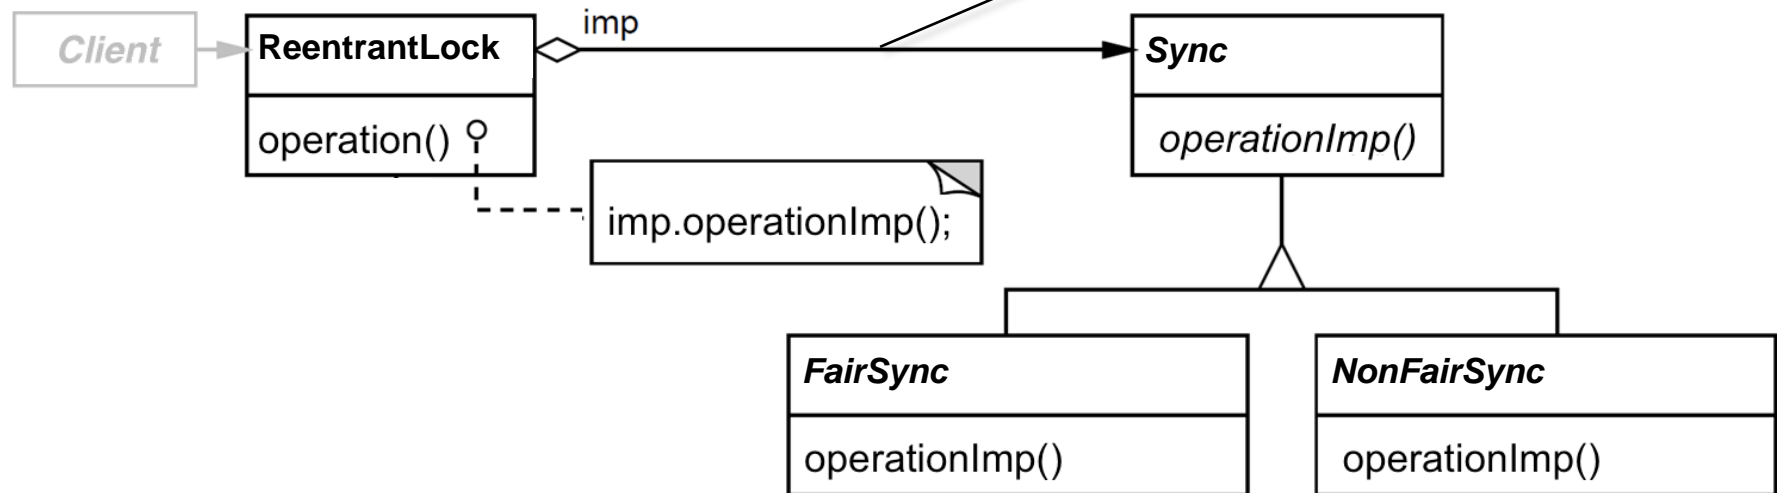 imp
Client
ReentrantLock
Sync
operation()
operationImp()
imp.operationImp();
FairSync
NonFairSync
operationImp()
operationImp()